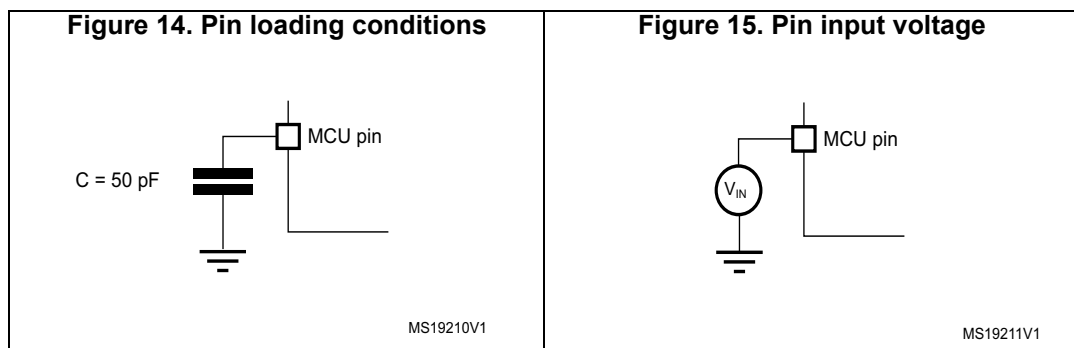 Figure 14. Pin loading conditions
MCU pin
C = 50 pF
MS19210V1
Figure 15. Pin input voltage
MCU pin
VIN
MS19211V1